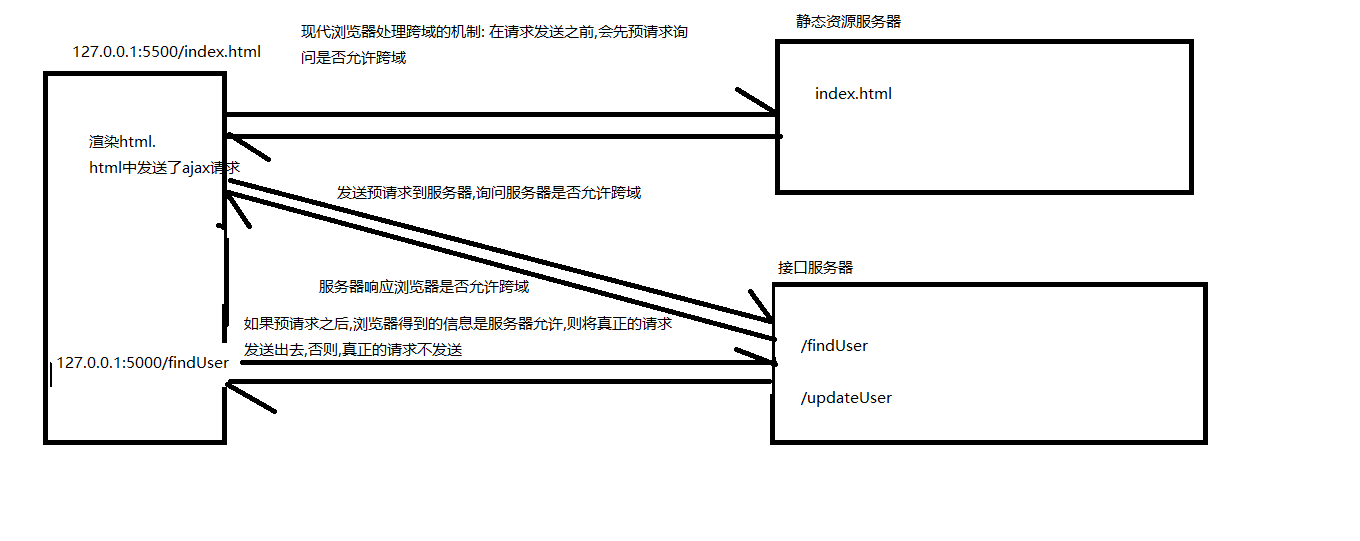 静态资源服务器
现代浏览器处理跨域的机制: 在请求发送之前,会先预请求询
问是否允许跨域
127.0.0.1:5500/index.html
index.html
渲染html.
html中发送了ajax请求
发送预请求到服务器,询问服务器是否允许跨域
接口服务器
服务器响应浏览器是否允许跨域
如果预请求之后,浏览器得到的信息是服务器允许,则将真正的请求
发送出去,否则,真正的请求不发送
/findUser
127.0.0.1:5000/findUser
/updateUser